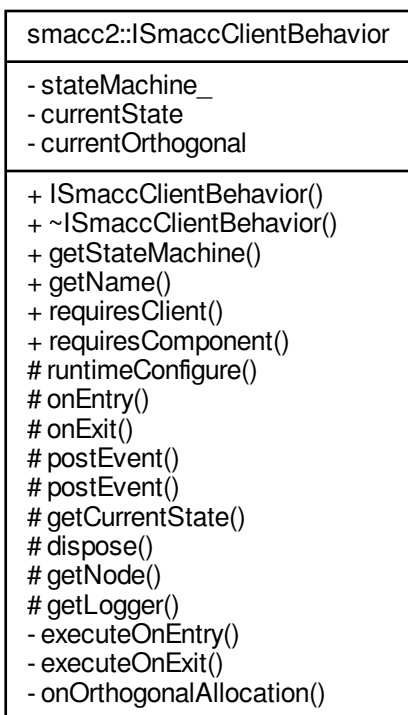 smacc2::ISmaccClientBehavior
- stateMachine_
- currentState
- currentOrthogonal
+ ISmaccClientBehavior()
+ ~ISmaccClientBehavior()
+ getStateMachine()
+ getName()
+ requiresClient()
+ requiresComponent()
# runtimeConfigure()
# onEntry()
# onExit()
# postEvent()
# postEvent()
# getCurrentState()
# dispose()
# getNode()
# getLogger()
- executeOnEntry()
- executeOnExit()
- onOrthogonalAllocation()